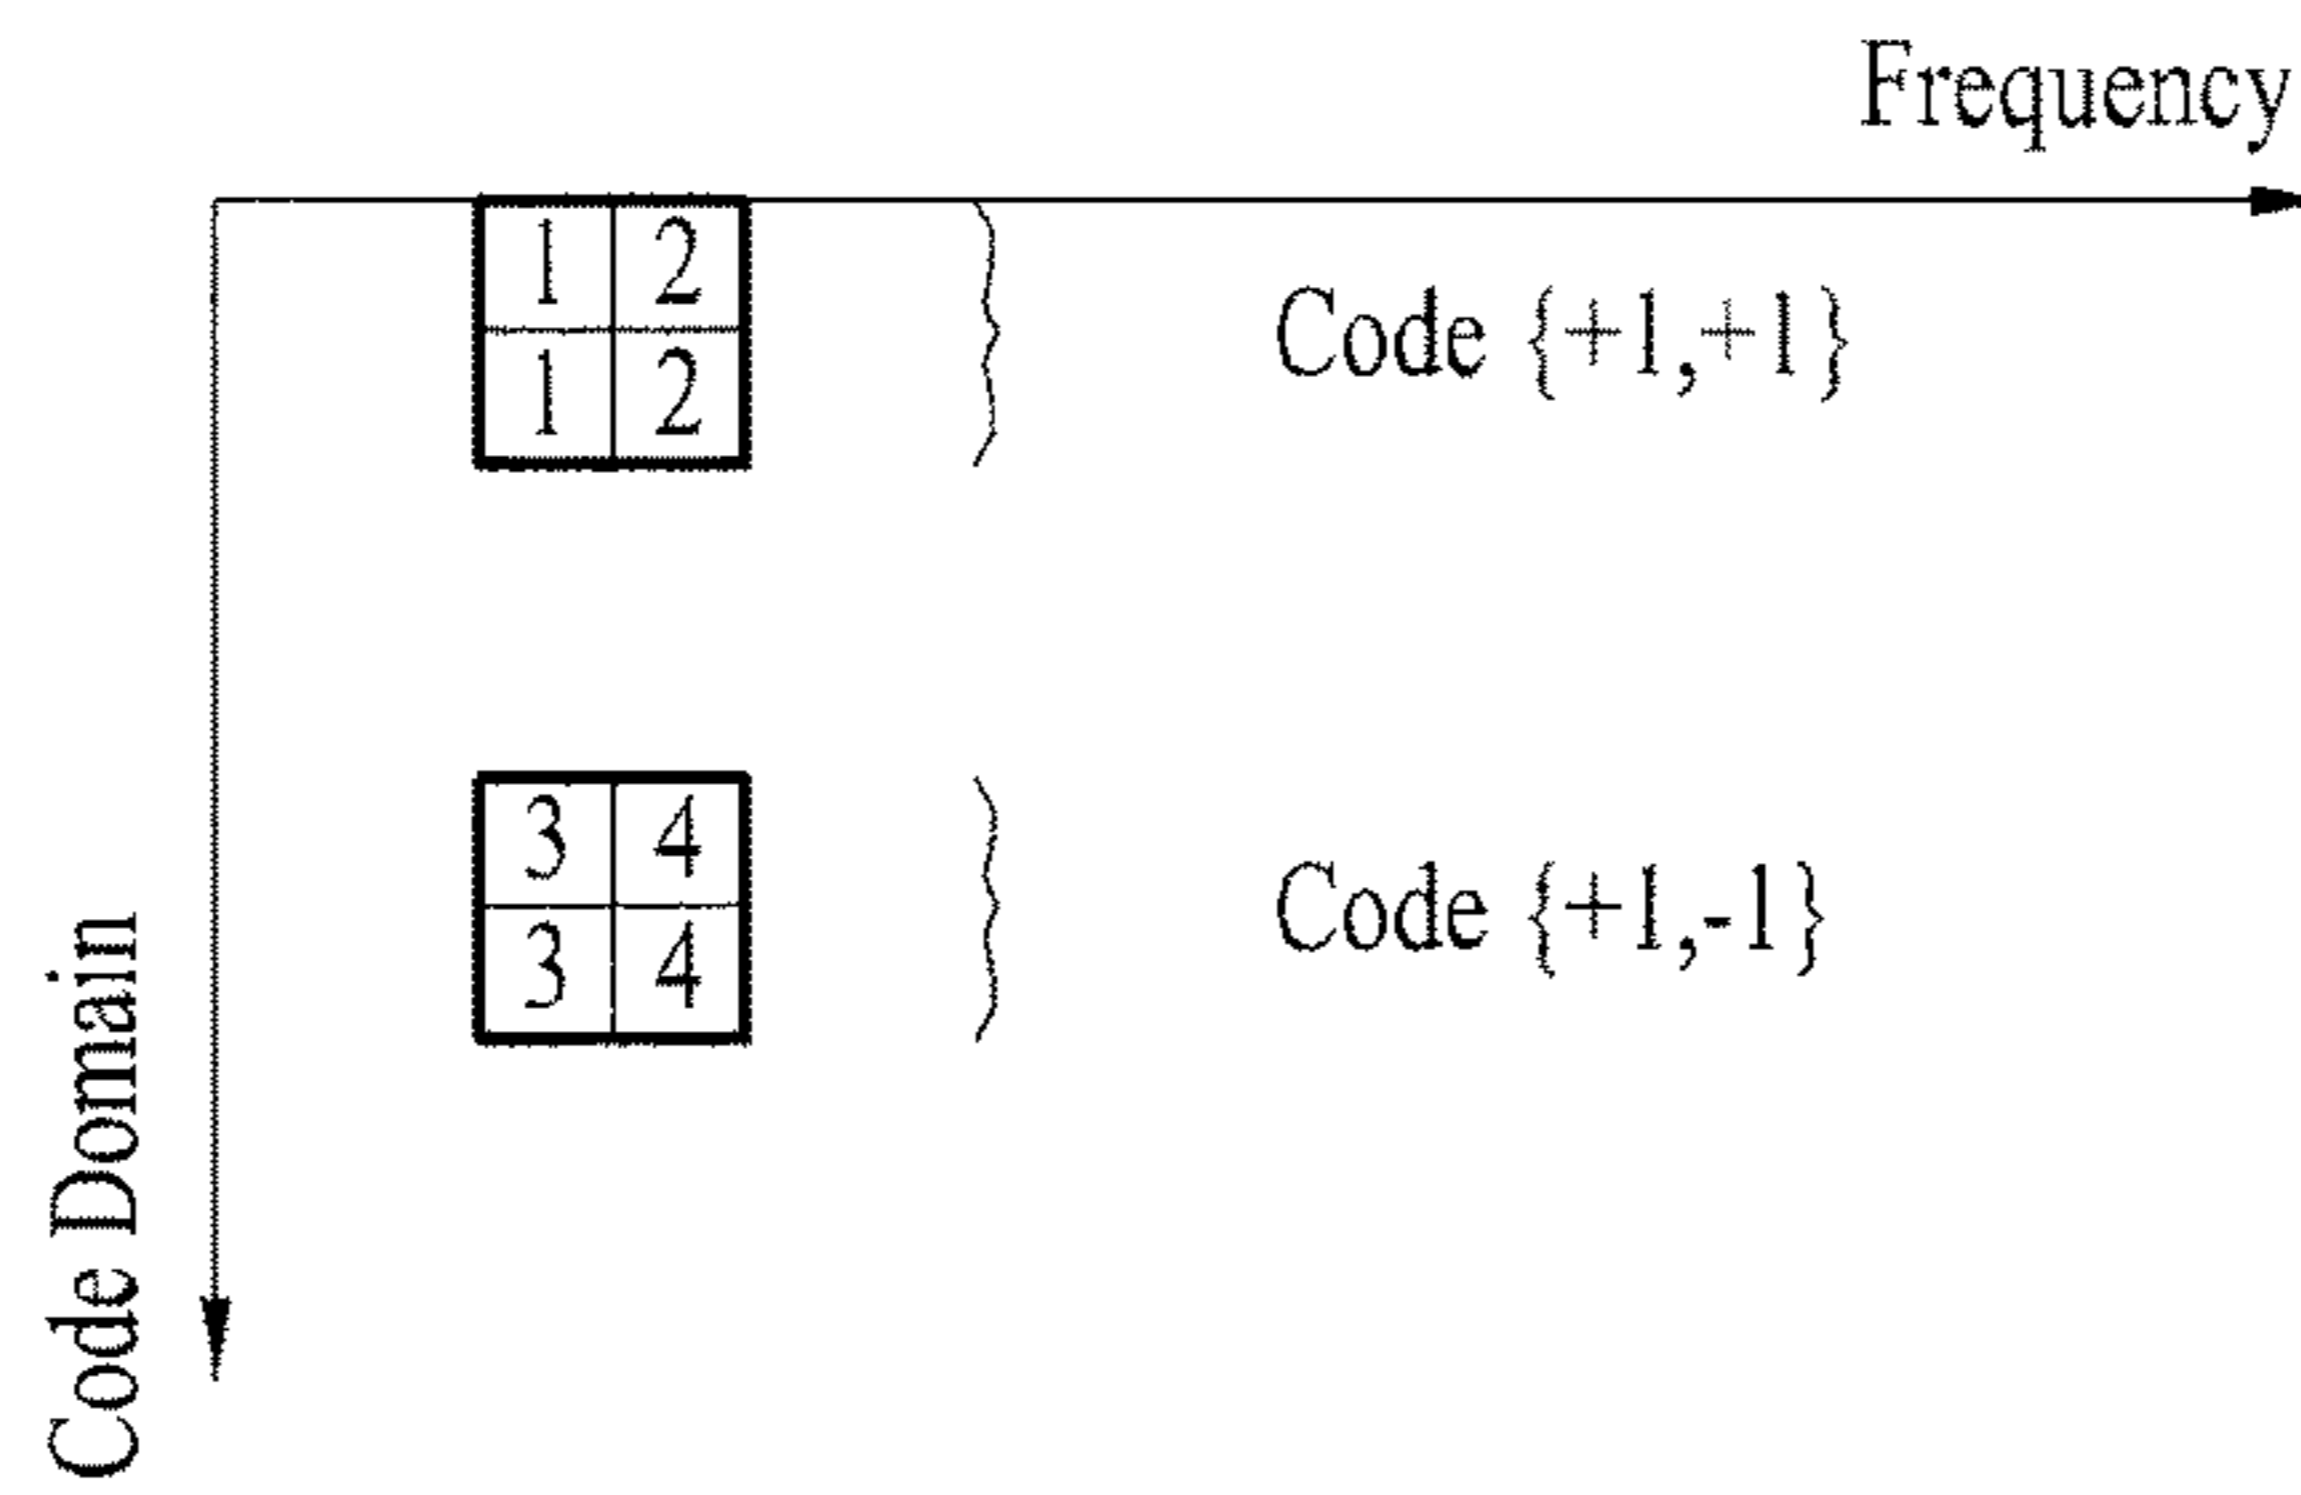 Frequency
1 2
1 2
Code {+1,+1}
3 4
3 4
Code {+1,-1}
Code Domain